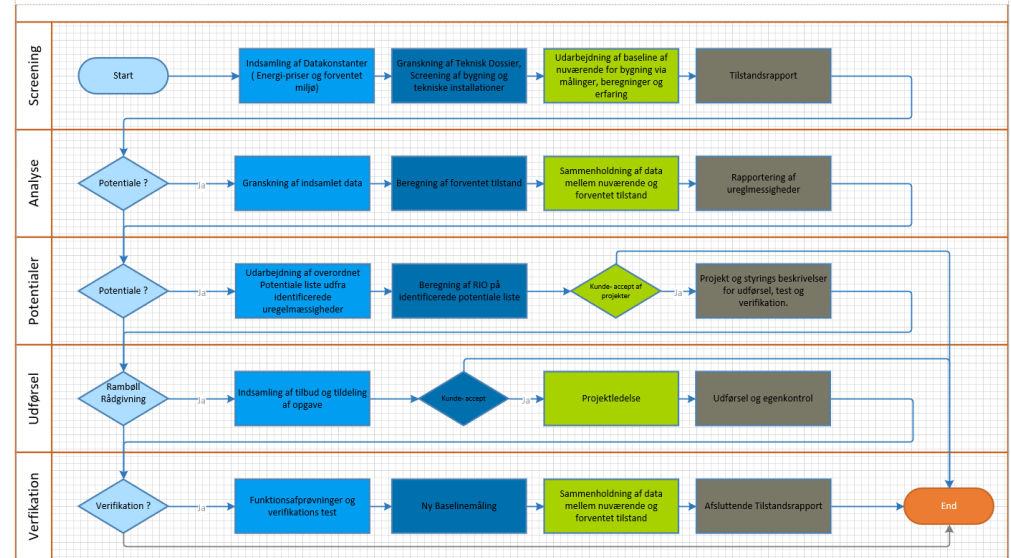 Screening
Start
Indsamling af Datakonstanter
( Energi-priser og forventet
miljø)
Granskning af Teknisk Dossier,
Screening af bygning og
tekniske installationer
Udarbejdning af baseline af
nuværende for bygning via
målinger, beregninger og
erfaring
Tilstandsrapport
Analyse
Potentiale ?
Ja
Granskning af indsamlet data
Beregning af forventet tilstand
Sammenholdning af data
mellem nuværende og
forventet tilstand
Rapportering af
ureglmessigheder
Potentialer
Potentiale ?
Ja
Udarbejdning af overordnet
Potentiale liste udfra
identificerede
uregelmæssigheder
Beregning af RIO på
identificerede potentiale liste
Kunde- accept af
projekter
Ja
Projekt og styrings beskrivelser
for udførsel, test og
verifikation.
Udførsel
Rambøll
Rådgivning
Ja
Indsamling af tilbud og tildeling
af opgave
Kunde- accept
Ja
Projektledelse
Udførsel og egenkontrol
Verfikation
Verifikation ?
Ja
Funktionsafprøvninger og
verifikations test
Ny Baselinemåling
Sammenholdning af data
mellem nuværende og
forventet tilstand
Afsluttende Tilstandsrapport
End